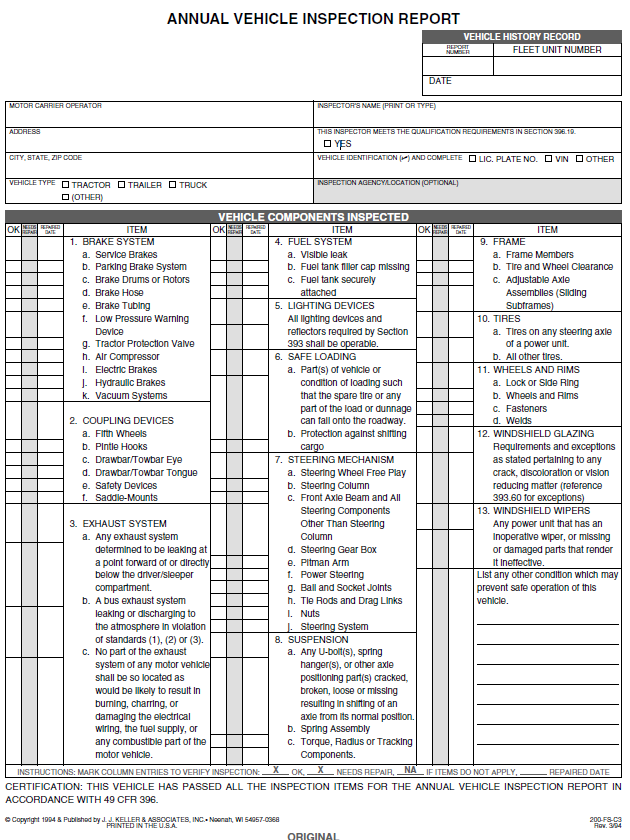 ANNUAL VEHICLE INSPECTION REPORT
VEHICLE HISTORY RECORD
REPORT NUMBER
FLEET UNIT NUMBER
DATE
MOTOR CARRIER OPERATOR
INSPECTOR'S NAME (PRINT OR TYPE)
ADDRESS
THIS INSPECTOR MEETS THE QUALIFICATION REQUIREMENTS IN SECTION 396.19.
YES
CITY, STATE, ZIP CODE
VEHICLE IDENTIFICATION (✓) AND COMPLETE LIC. PLATE NO. VIN OTHER
VEHICLE TYPE TRACTOR TRAILER TRUCK
(OTHER)
INSPECTION AGENCY/LOCATION (OPTIONAL)
VEHICLE COMPONENTS INSPECTED
OK NEEDS REPAIR REPAIRED DATE ITEM
1. BRAKE SYSTEM
a. Service Brakes
b. Parking Brake System
c. Brake Drums or Rotors
d. Brake Hose
e. Brake Tubing
f. Low Pressure Warning
Device
g. Tractor Protection Valve
h. Air Compressor
i. Electric Brakes
j. Hydraulic Brakes
k. Vacuum Systems
2. COUPLING DEVICES
a. Fifth Wheels
b. Pintle Hooks
c. Drawbar/Towbar Eye
d. Drawbar/Towbar Tongue
e. Safety Devices
f. Saddle-Mounts
3. EXHAUST SYSTEM
a. Any exhaust system
determined to be leaking at
a point forward of or directly
below the driver/sleeper
compartment.
b. A bus exhaust system
leaking or discharging to
the atmosphere in violation
of standards (1), (2) or (3).
c. No part of the exhaust
system of any motor vehicle
shall be so located as
would be likely to result in
burning, charring, or
damaging the electrical
wiring, the fuel supply, or
any combustible part of the
motor vehicle.
OK NEEDS REPAIR REPAIRED DATE ITEM
4. FUEL SYSTEM
a. Visible leak
b. Fuel tank filler cap missing
c. Fuel tank securely
attached
5. LIGHTING DEVICES
All lighting devices and
reflectors required by Section
393 shall be operable.
6. SAFE LOADING
a. Part(s) of vehicle or
condition of loading such
that the spare tire or any
part of the load or dunnage
can fall onto the roadway.
b. Protection against shifting
cargo
7. STEERING MECHANISM
a. Steering Wheel Free Play
b. Steering Column
c. Front Axle Beam and All
Steering Components
Other Than Steering
Column
d. Steering Gear Box
e. Pitman Arm
f. Power Steering
g. Ball and Socket Joints
h. Tie Rods and Drag Links
i. Nuts
j. Steering System
8. SUSPENSION
a. Any U-bolt(s), spring
hanger(s), or other axle
positioning part(s) cracked,
broken, loose or missing
resulting in shifting of an
axle from its normal position.
b. Spring Assembly
c. Torque, Radius or Tracking
Components.
OK NEEDS REPAIR REPAIRED DATE ITEM
9. FRAME
a. Frame Members
b. Tire and Wheel Clearance
c. Adjustable Axle
Assemblies (Sliding
Subframes)
10. TIRES
a. Tires on any steering axle
of a power unit.
b. All other tires.
11. WHEELS AND RIMS
a. Lock or Side Ring
b. Wheels and Rims
c. Fasteners
d. Welds
12. WINDSHIELD GLAZING
Requirements and exceptions
as stated pertaining to any
crack, discoloration or vision
reducing matter (reference
393.60 for exceptions)
13. WINDSHIELD WIPERS
Any power unit that has an
inoperative wiper, or missing
or damaged parts that render
it ineffective.
List any other condition which may
prevent safe operation of this
vehicle.
INSTRUCTIONS: MARK COLUMN ENTRIES TO VERIFY INSPECTION: X OK, X NEEDS REPAIR, NA IF ITEMS DO NOT APPLY, REPAIRED DATE
CERTIFICATION: THIS VEHICLE HAS PASSED ALL THE INSPECTION ITEMS FOR THE ANNUAL VEHICLE INSPECTION REPORT IN
ACCORDANCE WITH 49 CFR 396.
© Copyright 1994 & Published by J. J. KELLER & ASSOCIATES, INC. • Neenah, WI 54957-0368
PRINTED IN THE U.S.A.
200-FS-C3
Rev. 3/94
ORIGINAL